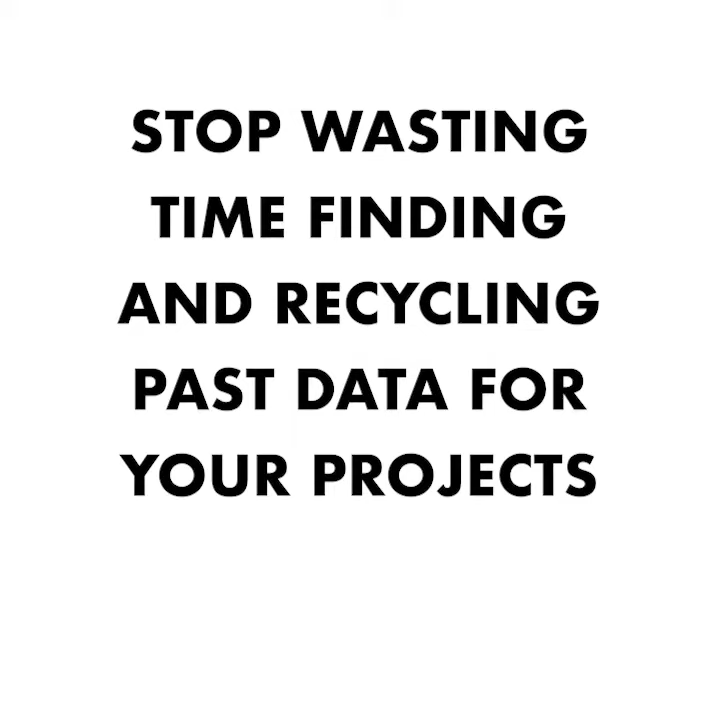 STOP WASTING
TIME FINDING
AND RECYCLING
PAST DATA FOR
YOUR PROJECTS